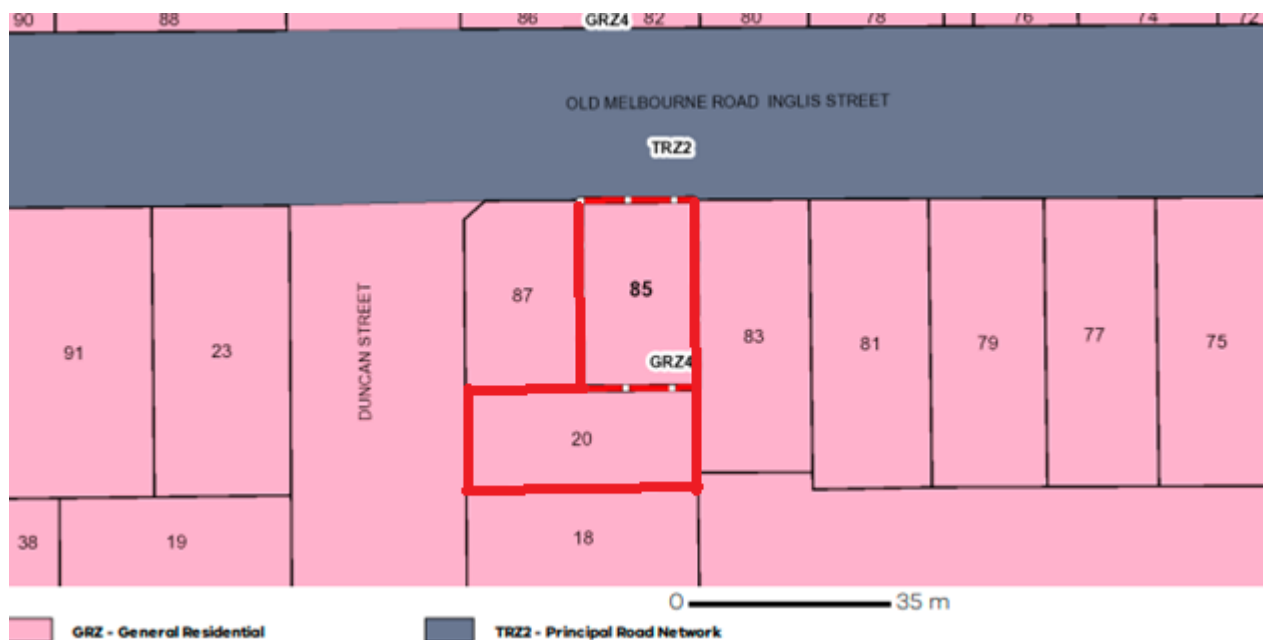 90 88 86 GRZ4 82 80 78 76 74 72
OLD MELBOURNE ROAD INGLIS STREET
TRZ2
91 23 DUNCAN STREET 87 85 83 81 79 77 75
GRZ4
20
38 19 18
0 35 m
GRZ - General Residential TRZ2 - Principal Road Network